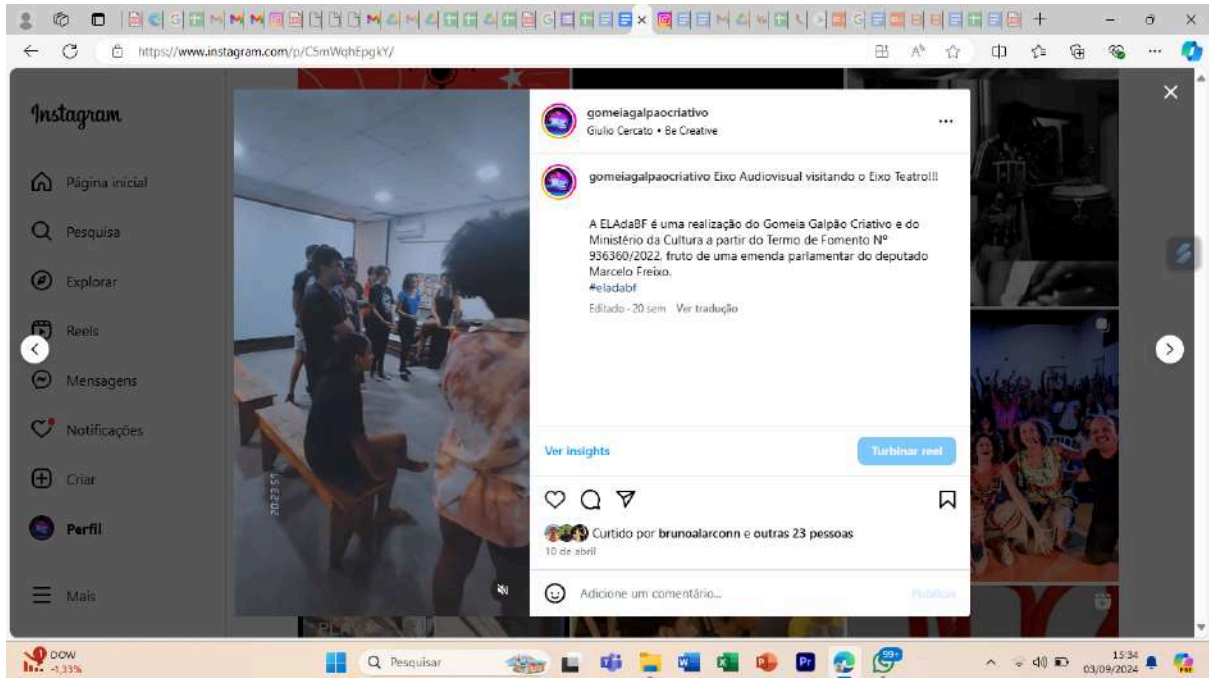 https://www.instagram.com/p/C5mWqhEpgkY/
Instagram
Página inicial
Pesquisa
Explorar
Reels
Mensagens
Notificações
Criar
Perfil
Mais
20:23:57
gomeiagalpaocriativo
Giulio Cercato • Be Creative
gomeiagalpaocriativo Eixo Audiovisual visitando o Eixo Teatro!!!
A ELAdaBF é uma realização do Gomeia Galpão Criativo e do
Ministério da Cultura a partir do Termo de Fomento Nº
936360/2022, fruto de uma emenda parlamentar do deputado
Marcelo Freixo.
#eladabf
Editado · 20 sem Ver tradução
Ver insights
Turbinar reel
Curtido por brunoalarconn e outras 23 pessoas
10 de abril
Adicione um comentário...
Publicar
DOW
-1,33%
Pesquisar
99+
15:34
03/09/2024